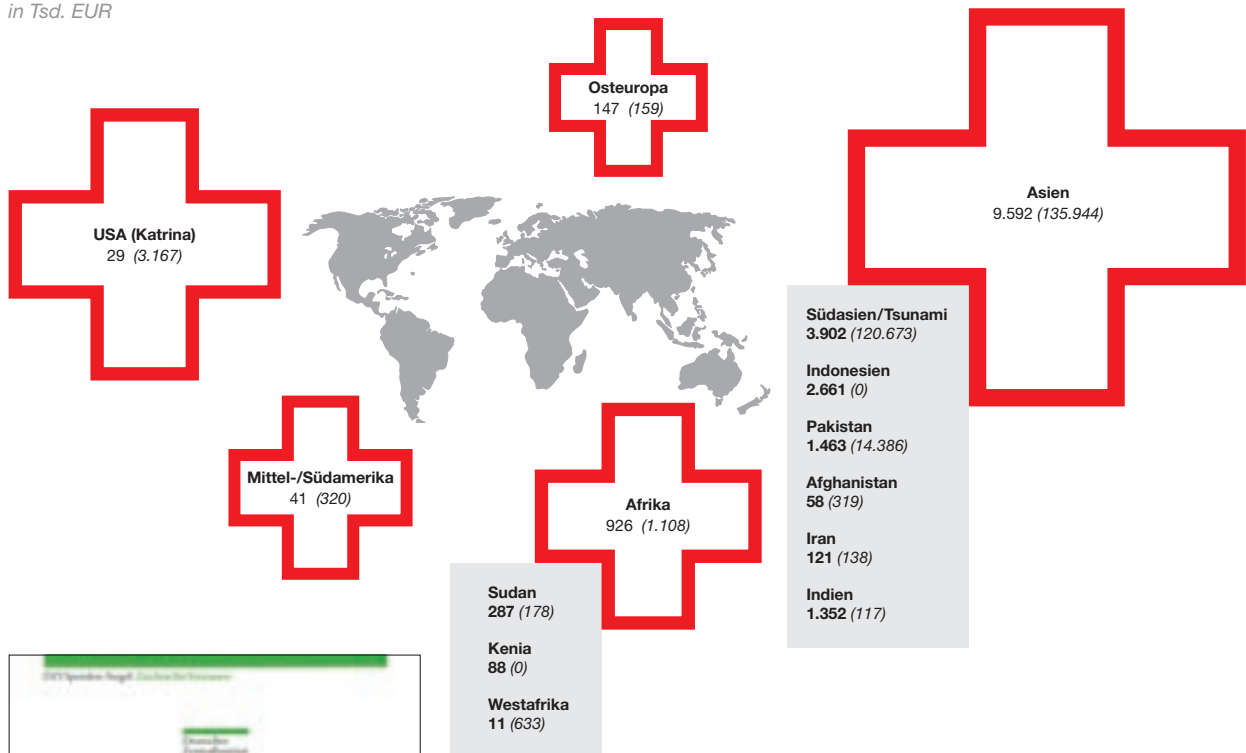 in Tsd. EUR
Osteuropa
147 (159)
USA (Katrina)
29 (3.167)
Asien
9.592 (135.944)
Mittel-/Südamerika
41 (320)
Afrika
926 (1.108)
Südasien/Tsunami
3.902 (120.673)
Indonesien
2.661 (0)
Pakistan
1.463 (14.386)
Afghanistan
58 (319)
Iran
121 (138)
Indien
1.352 (117)
Sudan
287 (178)
Kenia
88 (0)
Westafrika
11 (633)